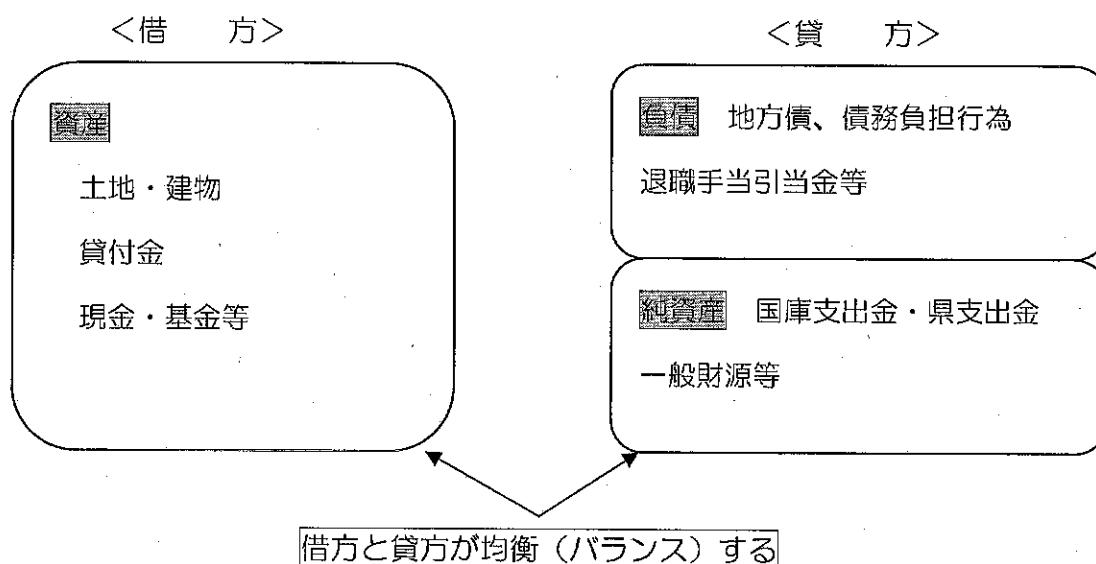 ＜借　方＞
資産
土地・建物
貸付金
現金・基金等
＜貸　方＞
負債　地方債、債務負担行為
退職手当引当金等
純資産　国庫支出金・県支出金
一般財源等
借方と貸方が均衡（バランス）する